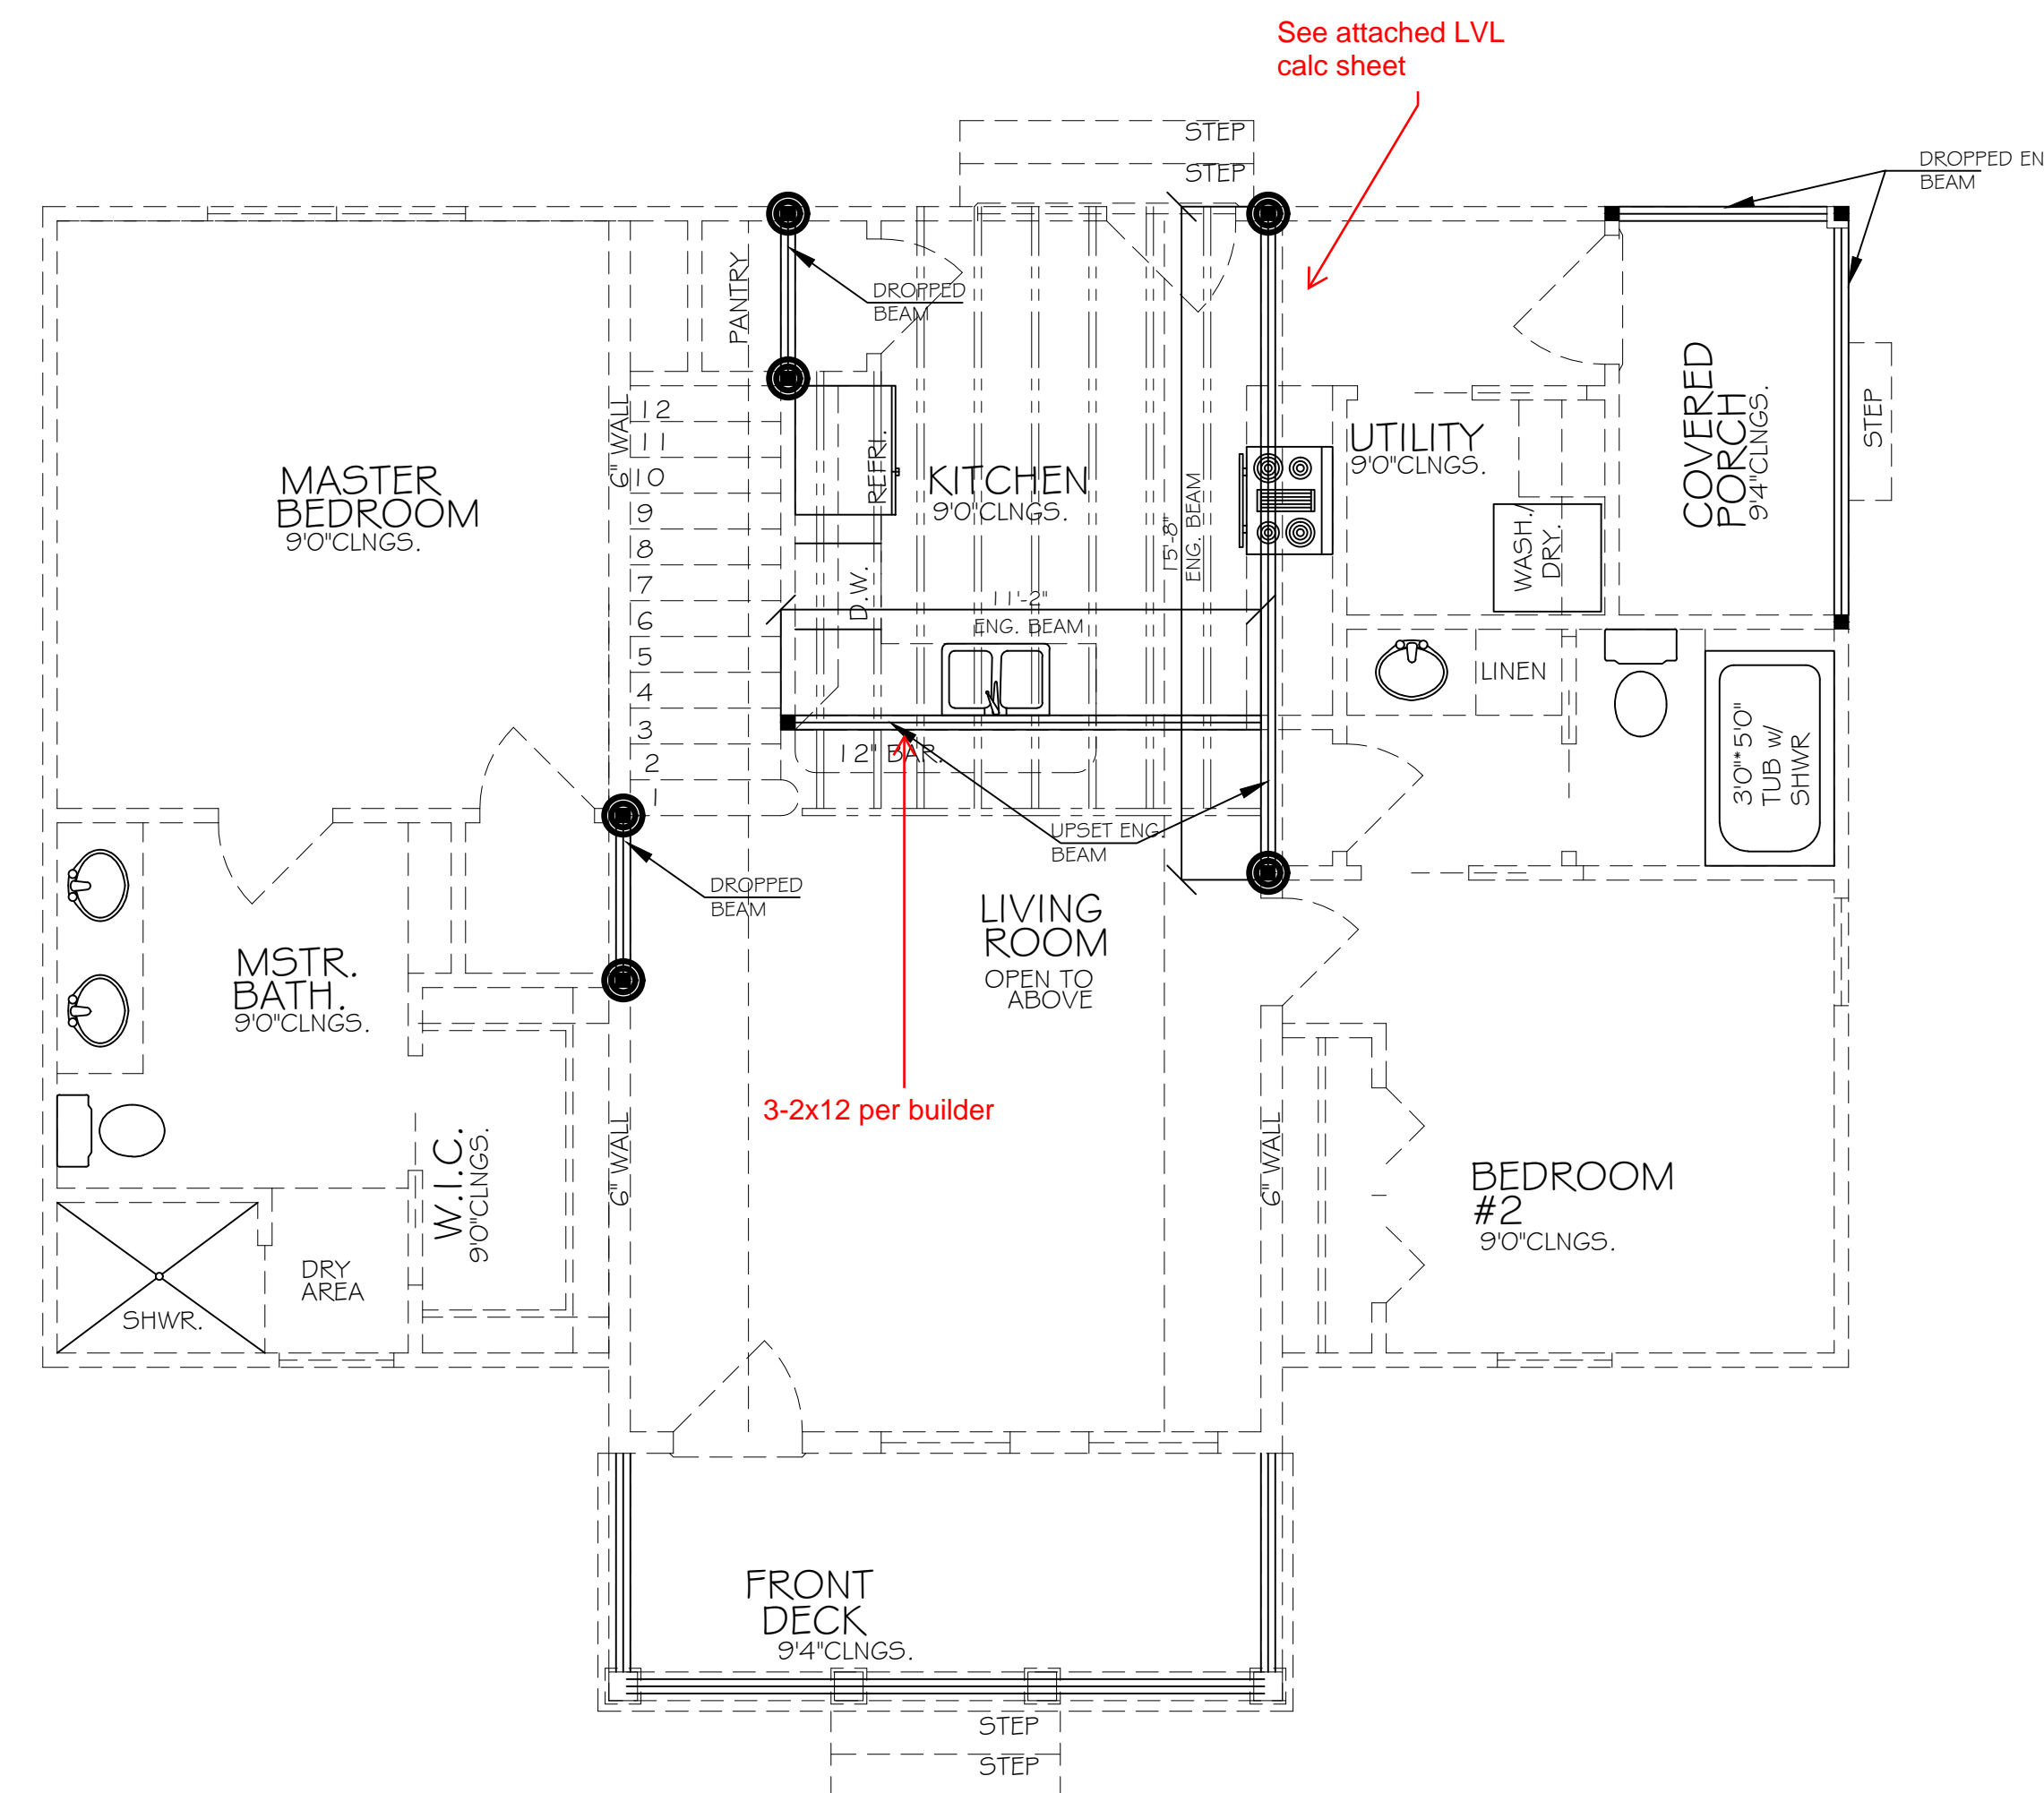 See attached LVL
calc sheet
STEP
STEP
DROPPED EN
BEAM
PANTRY
DROPPED
BEAM
6" WALL
12
11
10
9
8
7
6
5
4
3
2
1
MASTER
BEDROOM
9'0"CLNGS.
REFRI.
KITCHEN
9'0"CLNGS.
15'-8"
ENG. BEAM
UTILITY
9'0"CLNGS.
COVERED
PORCH
9'4"CLNGS.
STEP
WASH./
DRY.
D.W.
11'-2"
ENG. BEAM
LINEN
3'0"*5'0"
TUB w/
SHWR
12" BAR.
UPSET ENG.
BEAM
DROPPED
BEAM
LIVING
ROOM
OPEN TO
ABOVE
MSTR.
BATH.
9'0"CLNGS.
3-2x12 per builder
W.I.C.
9'0"CLNGS.
6" WALL
6" WALL
BEDROOM
#2
9'0"CLNGS.
DRY
AREA
SHWR.
FRONT
DECK
9'4"CLNGS.
STEP
STEP